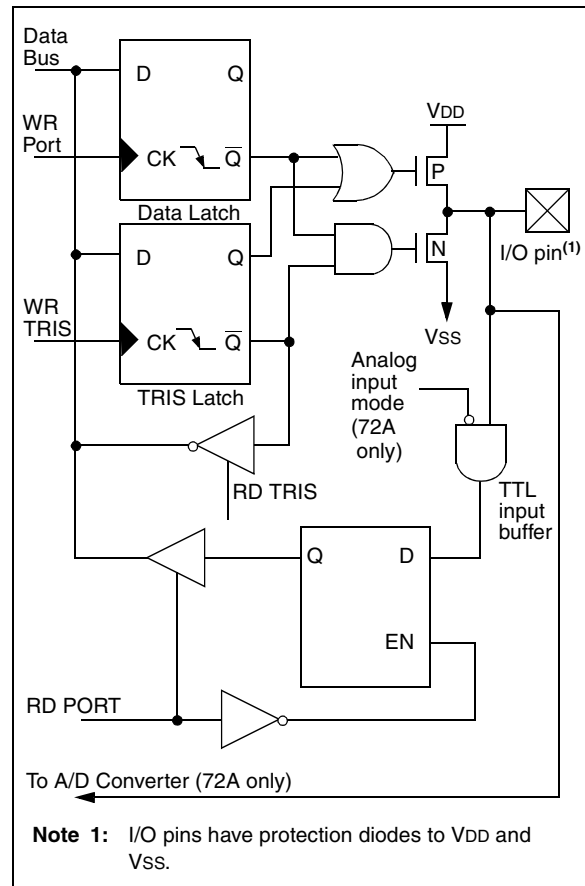 Data
Bus
D Q
WR
Port
CK Q
Data Latch
VDD
P
N
I/O pin(1)
VSS
D Q
WR
TRIS
CK Q
TRIS Latch
Analog
input
mode
(72A
only)
RD TRIS
TTL
input
buffer
Q D
EN
RD PORT
To A/D Converter (72A only)
Note 1: I/O pins have protection diodes to VDD and
VSS.